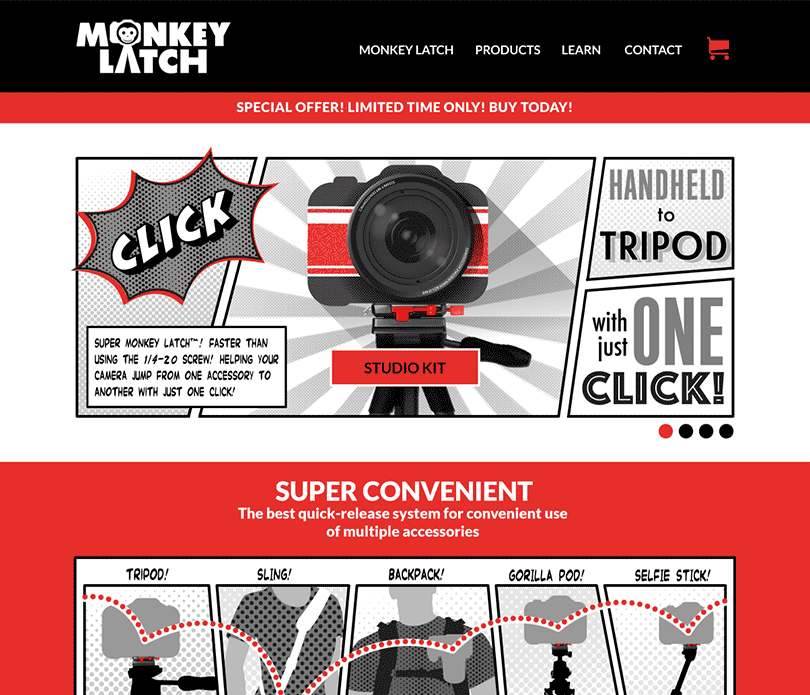 MONKEY
LATCH
MONKEY LATCH
PRODUCTS
LEARN
CONTACT
SPECIAL OFFER! LIMITED TIME ONLY! BUY TODAY!
CLICK
SUPER MONKEY LATCH™! FASTER THAN
USING THE 1/4-20 SCREW! HELPING YOUR
CAMERA JUMP FROM ONE ACCESSORY TO
ANOTHER WITH JUST ONE CLICK!
STUDIO KIT
HANDHELD
to
TRIPOD
with
just ONE
CLICK!
SUPER CONVENIENT
The best quick-release system for convenient use
of multiple accessories
TRIPOD!
SLING!
BACKPACK!
GORILLA POD!
SELFIE STICK!